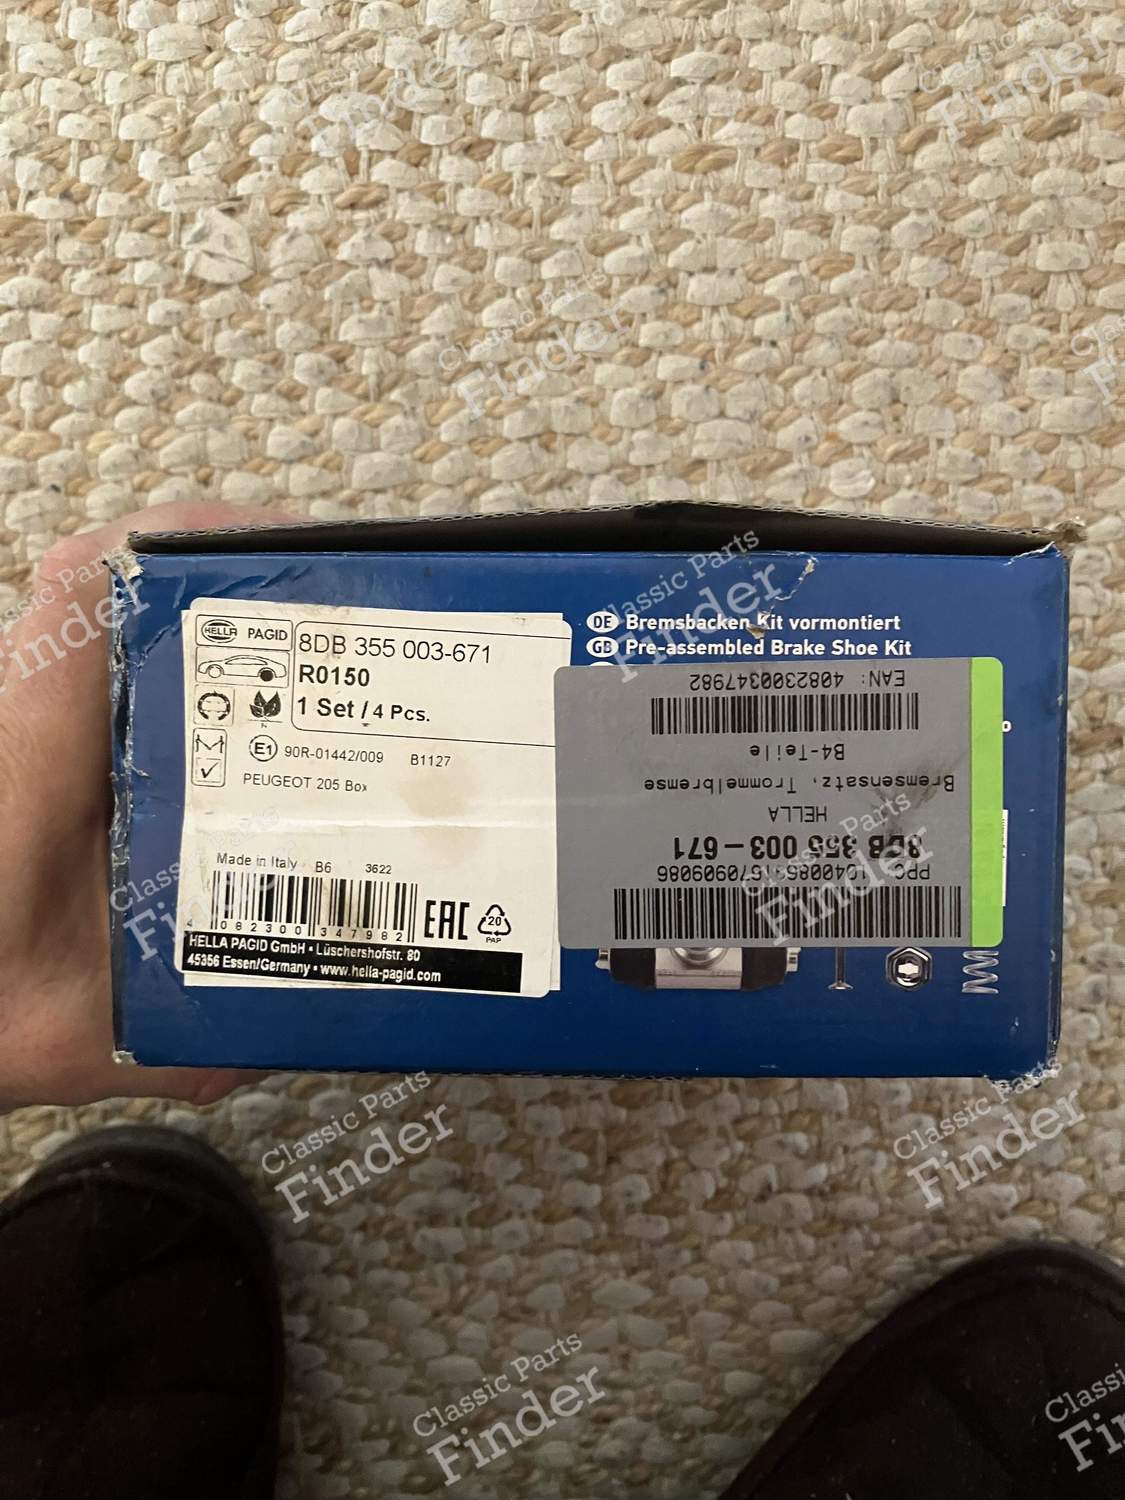 HELLA PAGID
8DB 355 003-671
R0150
1 Set / 4 Pcs.
N
E1 90R-01442/009 B1127
PEUGEOT 205 Box
Made in Italy B6 3622
4 082300 347982
EAC
20
PAP
HELLA PAGID GmbH • Lüschershofstr. 80
45356 Essen/Germany • www.hella-pagid.com
DE Bremsbacken Kit vormontiert
GB Pre-assembled Brake Shoe Kit
EAN: 4082300347982
B4-Teile
Bremsensatz, Trommelbremse
HELLA
8DB 355 003-671
Classic Parts
Finder